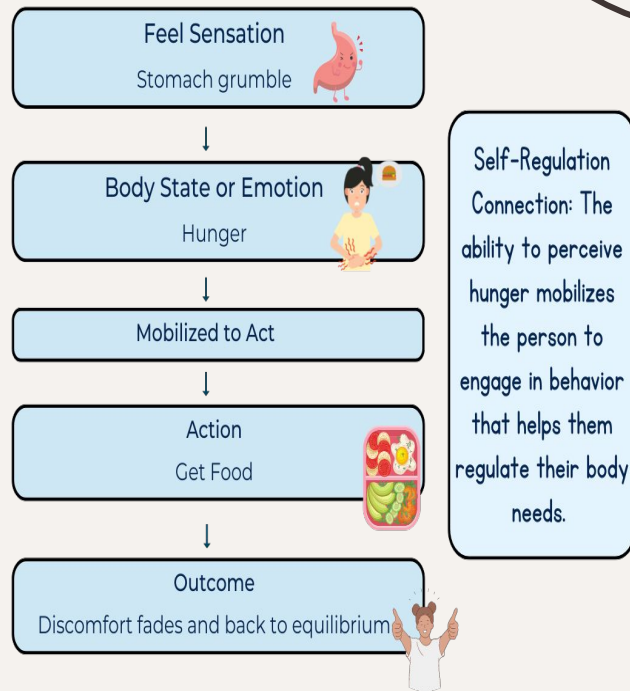 Feel Sensation
Stomach grumble
Body State or Emotion
Hunger
Mobilized to Act
Action
Get Food
Outcome
Discomfort fades and back to equilibrium
Self-Regulation
Connection: The
ability to perceive
hunger mobilizes
the person to
engage in behavior
that helps them
regulate their body
needs.